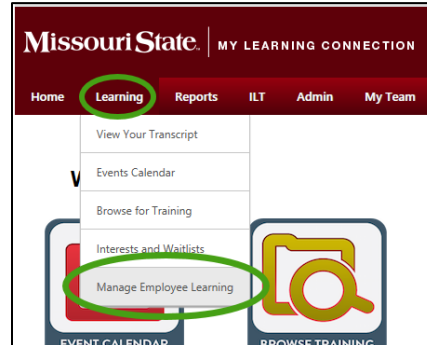 Missouri State. | MY LEARNING CONNECTION
Home Learning Reports ILT Admin My Team
View Your Transcript
Events Calendar
Browse for Training
Interests and Waitlists
Manage Employee Learning
EVENT CALENDAR BROWSE TRAINING